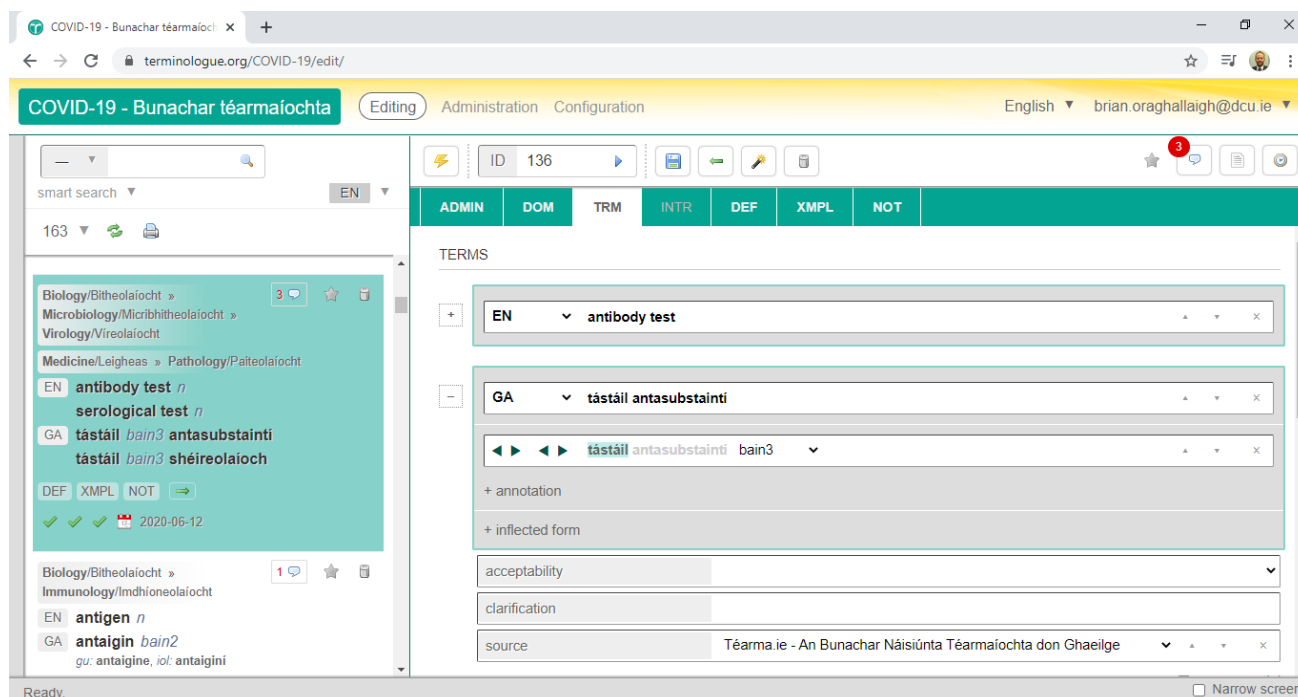 COVID-19 - Bunachar téarmaíoch
terminologue.org/COVID-19/edit/
COVID-19 - Bunachar téarmaíochta Editing Administration Configuration English ▼ brian.oraghallaigh@dcu.ie ▼
— ▼
smart search ▼ EN ▼
163 ▼
Biology/Bitheolaíocht » 3
Microbiology/Micribhitheolaíocht »
Virology/Víreolaíocht
Medicine/Leigheas » Pathology/Paiteolaíocht
EN antibody test n
serological test n
GA tástáil bain3 antasubstaintí
tástáil bain3 shéireolaíoch
DEF XMPL NOT
2020-06-12
Biology/Bitheolaíocht » 1
Immunology/Imdhíoneolaíocht
EN antigen n
GA antaigin bain2
gu: antaigine, iol: antaiginí
ID 136 3
ADMIN DOM TRM INTR DEF XMPL NOT
TERMS
+ EN antibody test
– GA tástáil antasubstaintí
tástáil antasubstaintí bain3
+ annotation
+ inflected form
acceptability
clarification
source Téarma.ie - An Bunachar Náisiúnta Téarmaíochta don Ghaeilge
Ready. Narrow screen